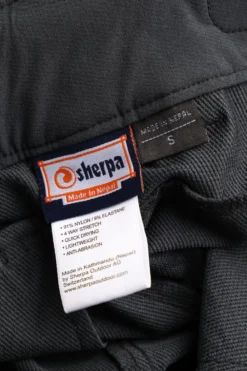 sherpa
Made in Nepal
MADE IN NEPAL
S
• 91% NYLON / 9% ELASTANE
• 4 WAY STRETCH
• QUICK DRYING
• LIGHTWEIGHT
• ANTI-ABRASION
Made in Kathmandu (Nepal)
by Sherpa Outdoor AG
Switzerland
www.sherpaoutdoor.com